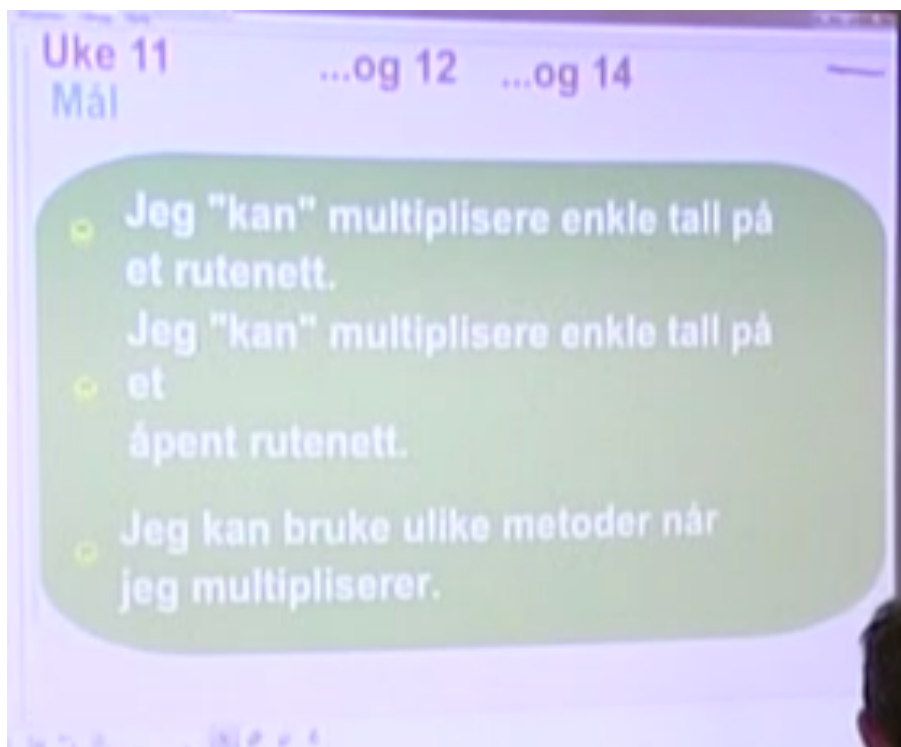 Uke 11 ...og 12 ...og 14
Mål
Jeg "kan" multiplisere enkle tall på
et rutenett.
Jeg "kan" multiplisere enkle tall på
et
åpent rutenett.
Jeg kan bruke ulike metoder når
jeg multipliserer.